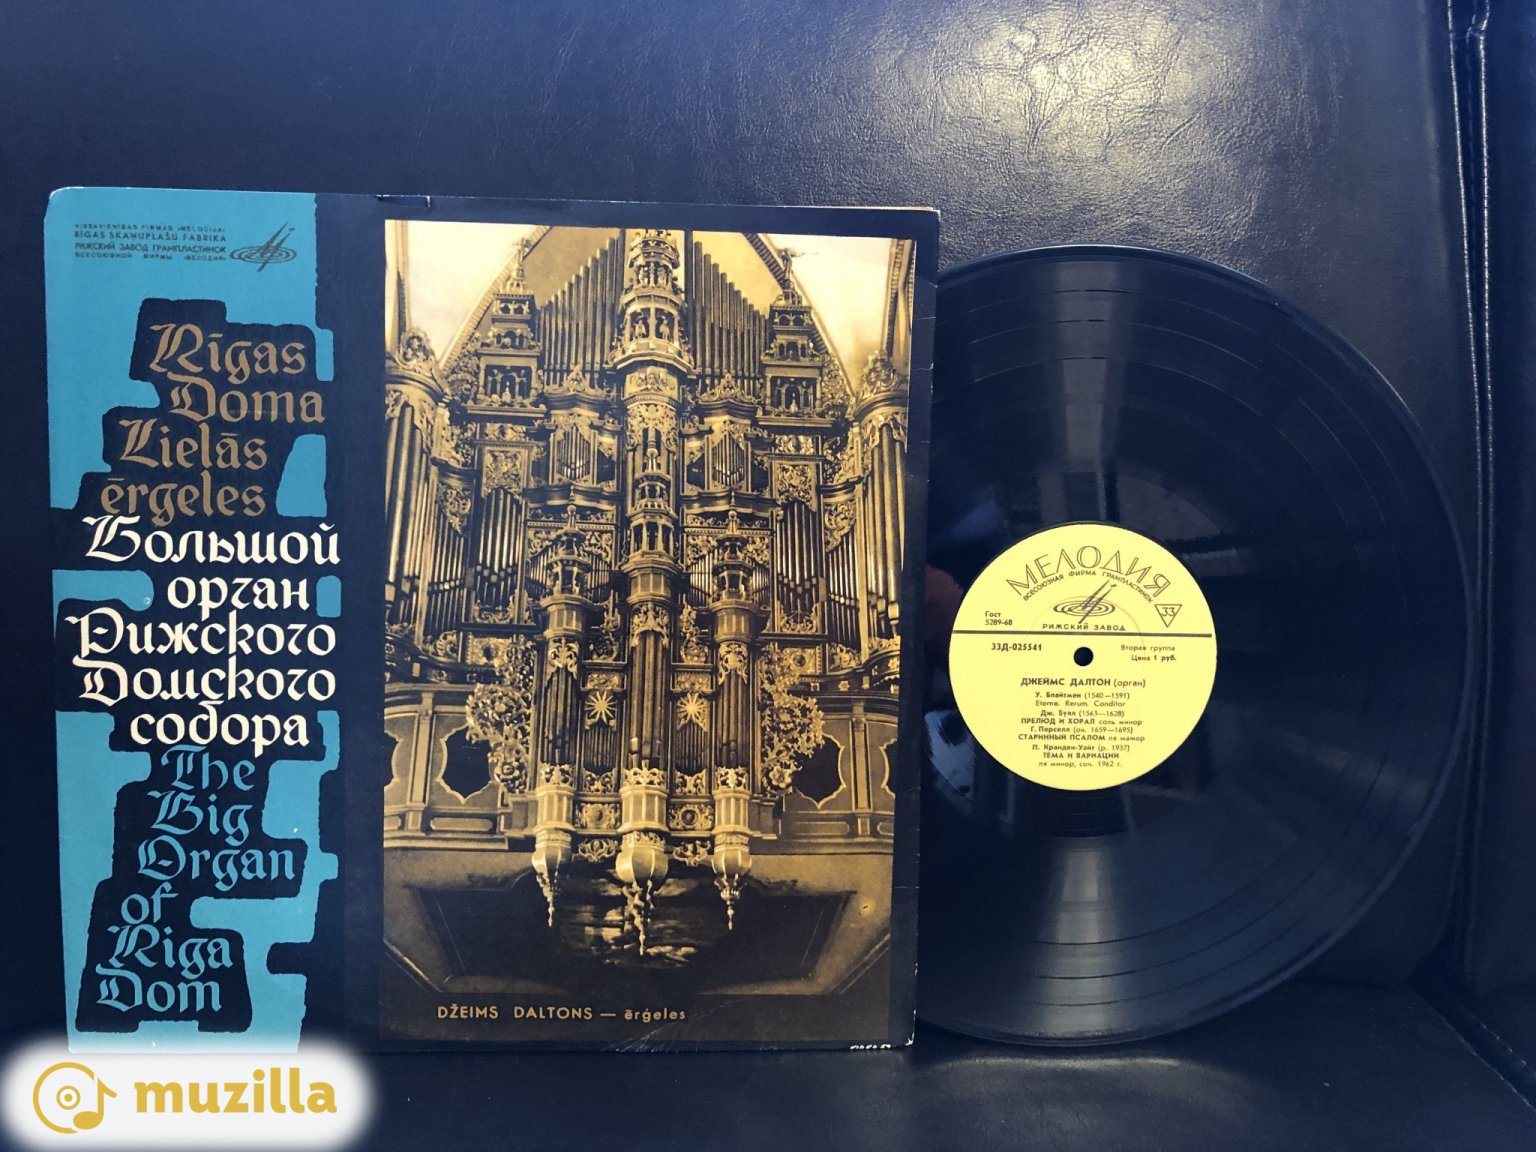 VISSAVIENĪBAS FIRMAS «MELODIJA»
RĪGAS SKAŅUPLAŠU FABRIKA
РИЖСКИЙ ЗАВОД ГРАМПЛАСТИНОК
ВСЕСОЮЗНОЙ ФИРМЫ «МЕЛОДИЯ»
Rīgas
Doma
Lielās
ērģeles
Большой
орган
Рижского
Домского
собора
The
Big
Organ
of
Riga
Dom
DŽEIMS DALTONS — ērģeles
МЕЛОДИЯ
ВСЕСОЮЗНАЯ ФИРМА ГРАМПЛАСТИНОК
РИЖСКИЙ ЗАВОД
33
Гост
5289-68
33Д-025541
Вторая группа
Цена 1 руб.
ДЖЕЙМС ДАЛТОН (орган)
У. Блайтмен (1540—1591)
Eterne. Rerum. Conditor
Дж. Булл (1563—1628)
ПРЕЛЮД И ХОРАЛ соль минор
Г. Перселл (ок. 1659—1695)
СТАРИННЫЙ ПСАЛОМ ля мажор
П. Кранден-Уайт (р. 1937)
ТЕМА И ВАРИАЦИИ
ля минор, соч. 1962 г.
muzilla